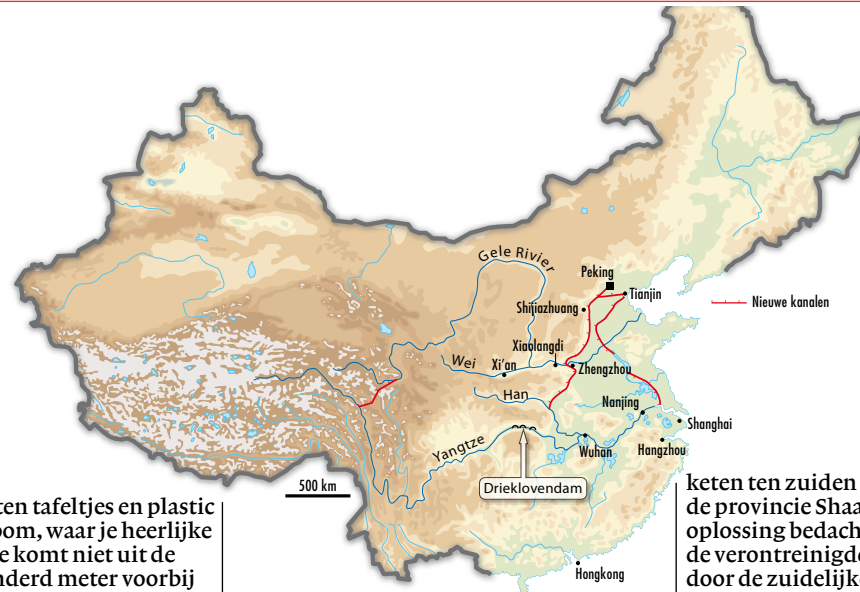 Gele Rivier
Peking
Tianjin
Shijiazhuang
Nieuwe kanalen
Xiaolangdi
Wei
Xi'an
Zhengzhou
Han
Nanjing
Shanghai
Yangtze
Wuhan
Hangzhou
Drieklovendam
500 km
Hongkong
ten tafeltjes en plastic
oom, waar je heerlijke
e komt niet uit de
nderd meter voorbij
keten ten zuiden
de provincie Shaa
oplossing bedach
de verontreinigde
door de zuidelijke